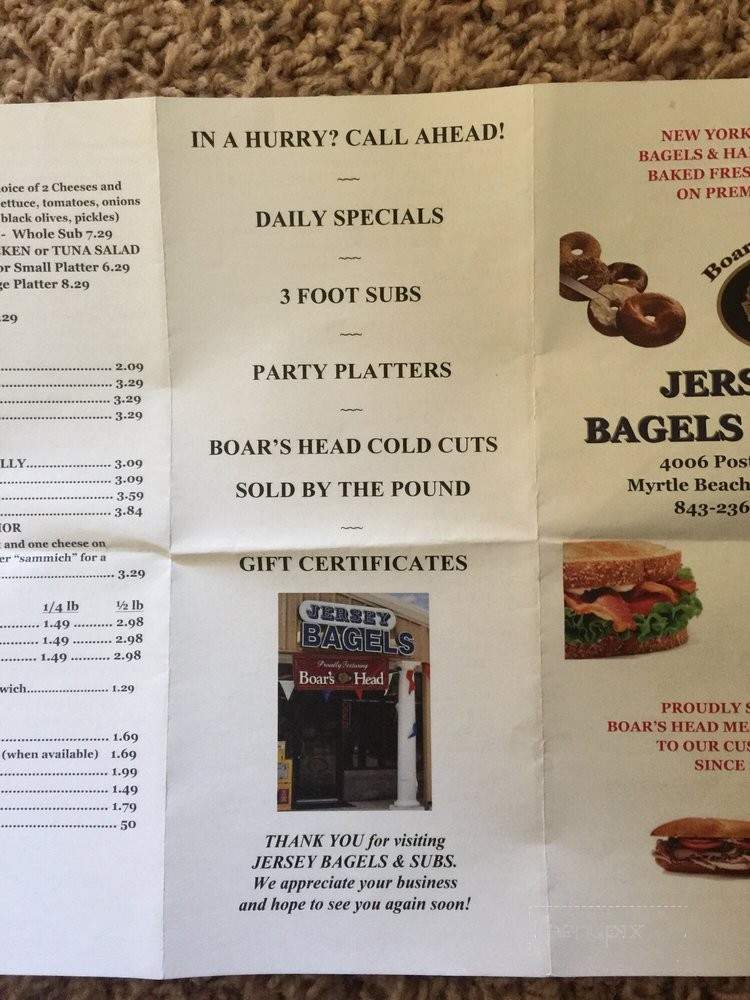 oice of 2 Cheeses and
ettuce, tomatoes, onions
black olives, pickles)
- Whole Sub 7.29
KEN or TUNA SALAD
or Small Platter 6.29
ge Platter 8.29
.29
2.09
3.29
3.29
3.29
LLY 3.09
3.09
3.59
3.84
IOR
t and one cheese on
er "sammich" for a
3.29
1/4 lb ½ lb
1.49 2.98
1.49 2.98
1.49 2.98
wich 1.29
1.69
(when available) 1.69
1.99
1.49
1.79
50
IN A HURRY? CALL AHEAD!
~~~
DAILY SPECIALS
~~~
3 FOOT SUBS
~~~
PARTY PLATTERS
~~~
BOAR'S HEAD COLD CUTS
SOLD BY THE POUND
~~~
GIFT CERTIFICATES
JERSEY
BAGELS
Proudly Featuring
Boar's Head
THANK YOU for visiting
JERSEY BAGELS & SUBS.
We appreciate your business
and hope to see you again soon!
NEW YORK
BAGELS & HA
BAKED FRES
ON PREM
Boar
JERS
BAGELS
4006 Post
Myrtle Beach
843-236
PROUDLY S
BOAR'S HEAD ME
TO OUR CUS
SINCE
menupix